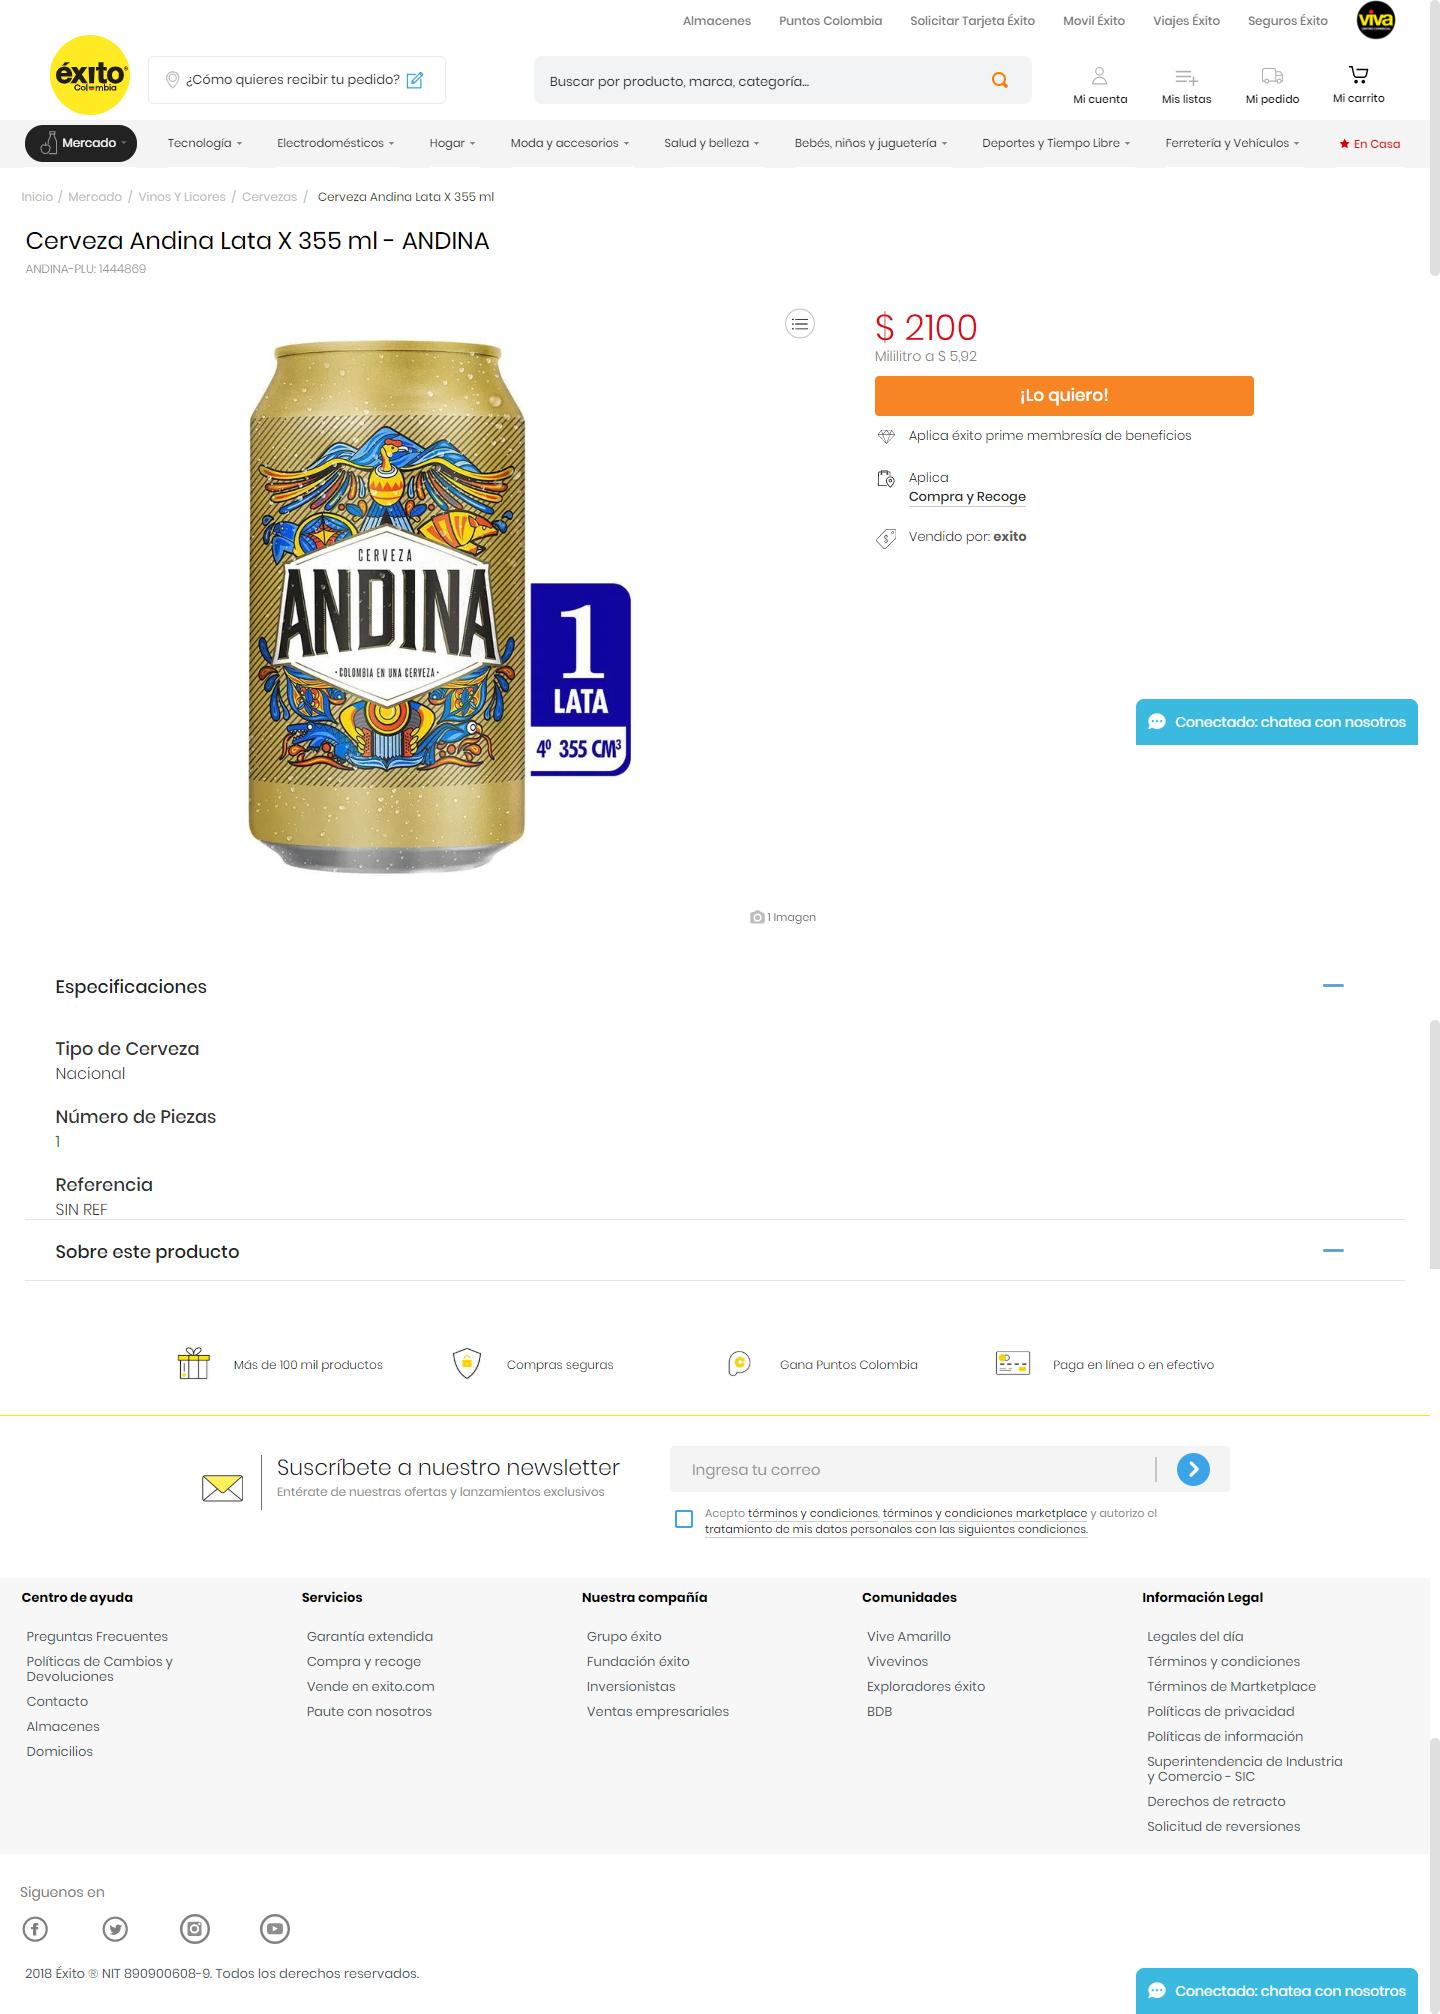 Almacenes Puntos Colombia Solicitar Tarjeta Éxito Movil Éxito Viajes Éxito Seguros Éxito viva
éxito
Colombia
¿Cómo quieres recibir tu pedido?
Buscar por producto, marca, categoría...
Mi cuenta Mis listas Mi pedido Mi carrito
Mercado Tecnología Electrodomésticos Hogar Moda y accesorios Salud y belleza Bebés, niños y juguetería Deportes y Tiempo Libre Ferretería y Vehículos En Casa
Inicio / Mercado / Vinos Y Licores / Cervezas / Cerveza Andina Lata X 355 ml
Cerveza Andina Lata X 355 ml - ANDINA
ANDINA-PLU: 1444869
CERVEZA
ANDINA
·COLOMBIA EN UNA CERVEZA·
1
LATA
4º 355 CM³
1 Imagen
$ 2100
Mililitro a $ 5,92
¡Lo quiero!
Aplica éxito prime membresía de beneficios
Aplica
Compra y Recoge
Vendido por: exito
Conectado: chatea con nosotros
Especificaciones
Tipo de Cerveza
Nacional
Número de Piezas
1
Referencia
SIN REF
Sobre este producto
Más de 100 mil productos Compras seguras Gana Puntos Colombia Paga en línea o en efectivo
Suscríbete a nuestro newsletter
Entérate de nuestras ofertas y lanzamientos exclusivos
Ingresa tu correo
Acepto términos y condiciones, términos y condiciones marketplace y autorizo el
tratamiento de mis datos personales con las siguientes condiciones.
Centro de ayuda
Preguntas Frecuentes
Políticas de Cambios y
Devoluciones
Contacto
Almacenes
Domicilios
Servicios
Garantía extendida
Compra y recoge
Vende en exito.com
Paute con nosotros
Nuestra compañía
Grupo éxito
Fundación éxito
Inversionistas
Ventas empresariales
Comunidades
Vive Amarillo
Vivevinos
Exploradores éxito
BDB
Información Legal
Legales del día
Términos y condiciones
Términos de Martketplace
Políticas de privacidad
Políticas de información
Superintendencia de Industria
y Comercio - SIC
Derechos de retracto
Solicitud de reversiones
Siguenos en
2018 Éxito ® NIT 890900608-9. Todos los derechos reservados.
Conectado: chatea con nosotros